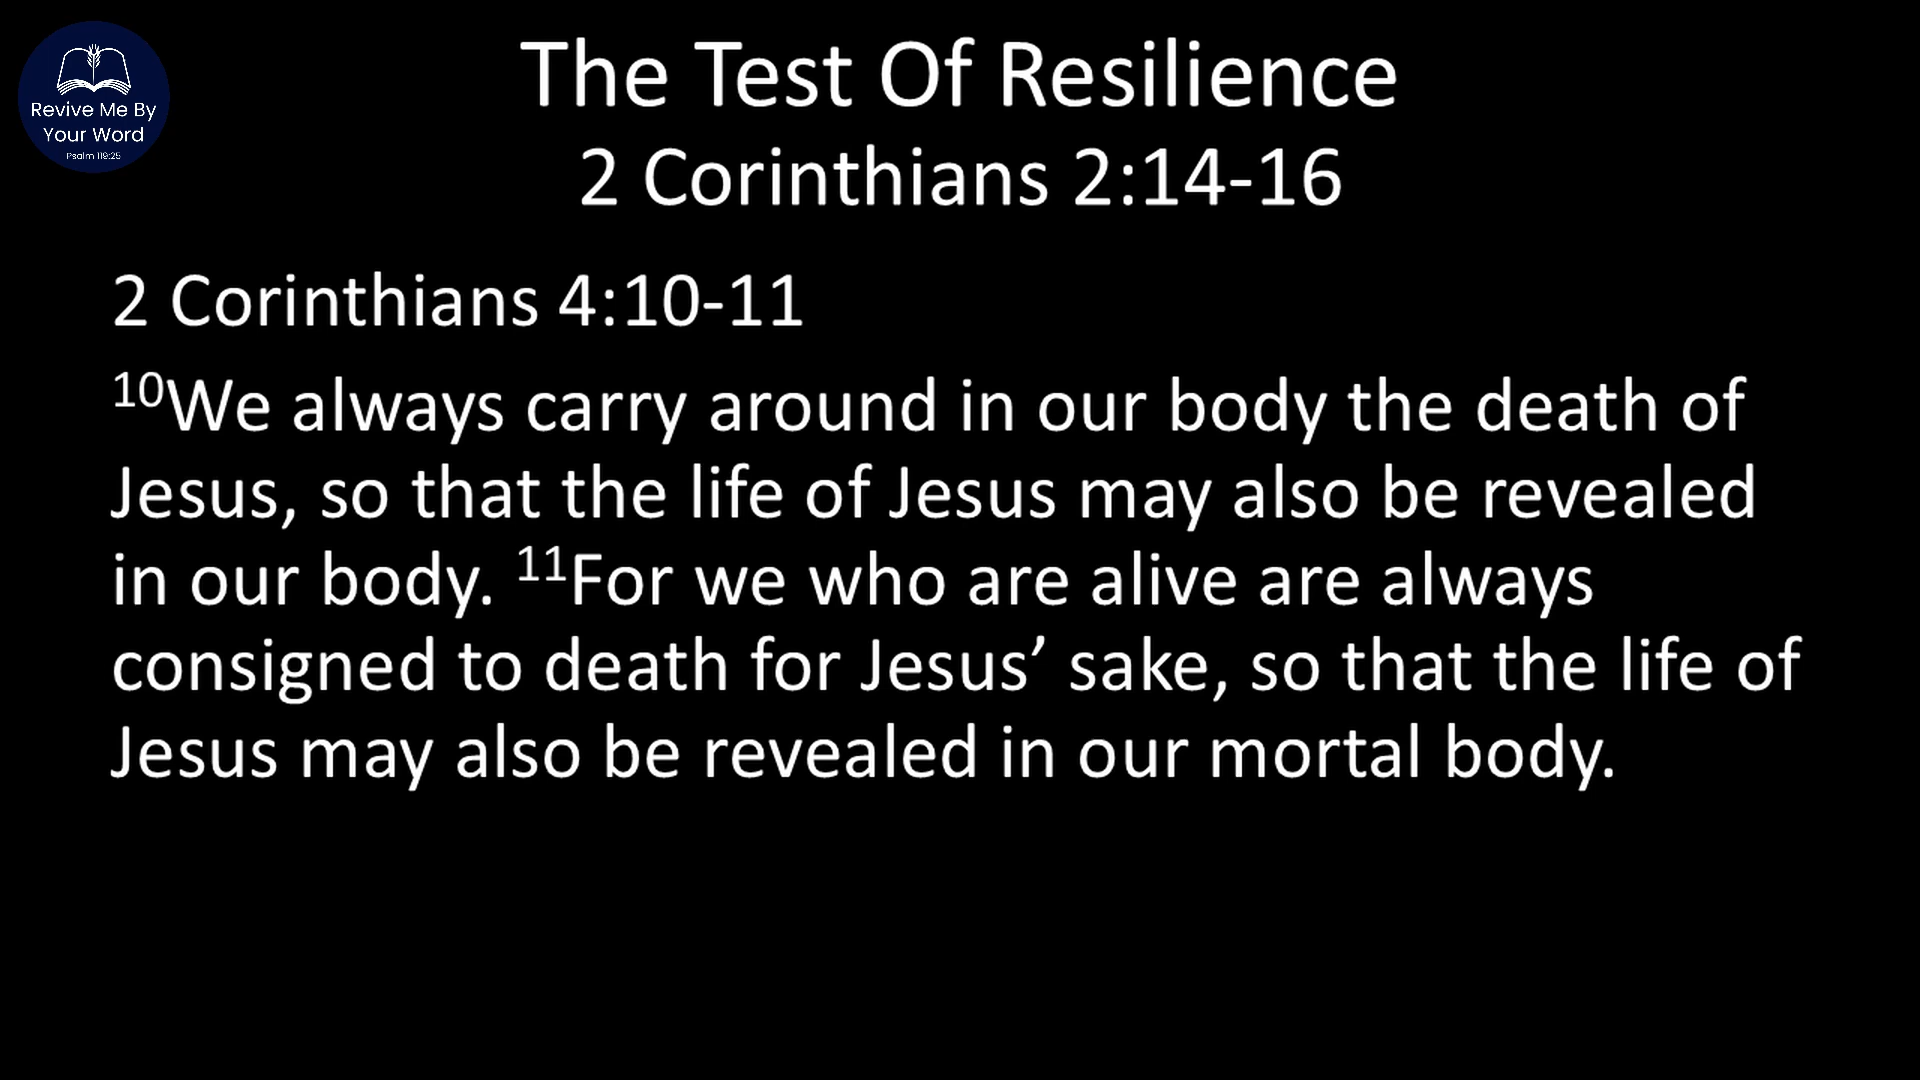 Revive Me By
Your Word
Psalm 119:25
The Test Of Resilience
2 Corinthians 2:14-16
2 Corinthians 4:10-11
10We always carry around in our body the death of
Jesus, so that the life of Jesus may also be revealed
in our body. 11For we who are alive are always
consigned to death for Jesus’ sake, so that the life of
Jesus may also be revealed in our mortal body.